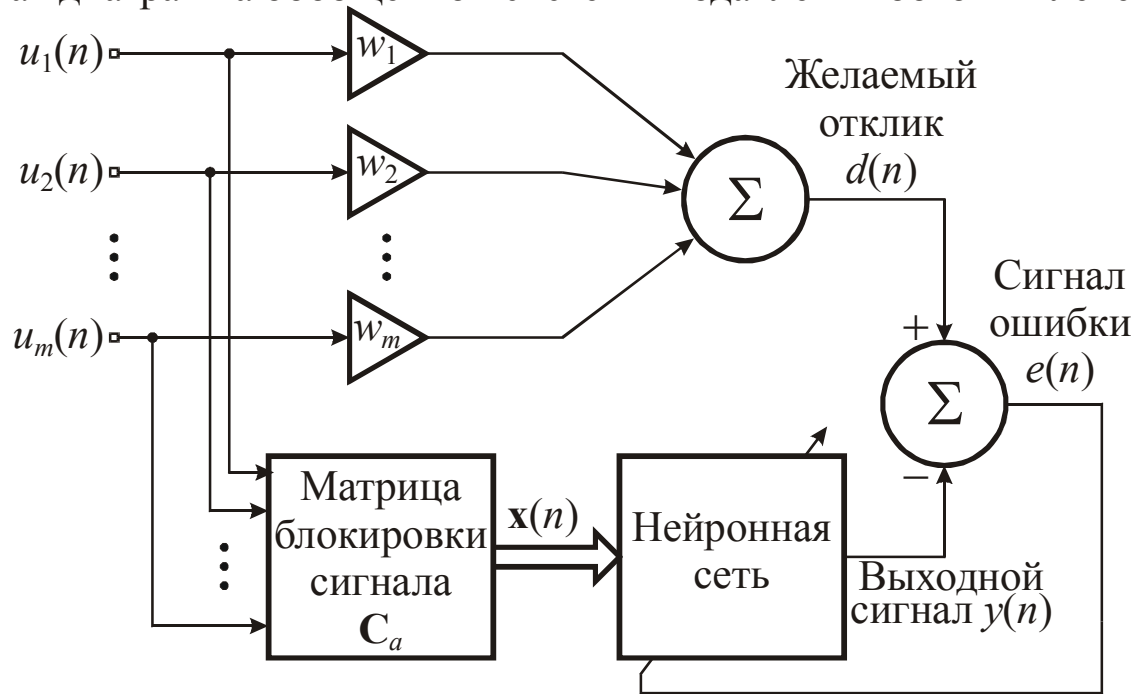 u₁(n)
w₁
Желаемый
отклик
d(n)
u₂(n)
w₂
Σ
Сигнал
ошибки
e(n)
uₘ(n)
wₘ
+
Σ
−
Матрица
блокировки
сигнала
Cₐ
x(n)
Нейронная
сеть
Выходной
сигнал y(n)